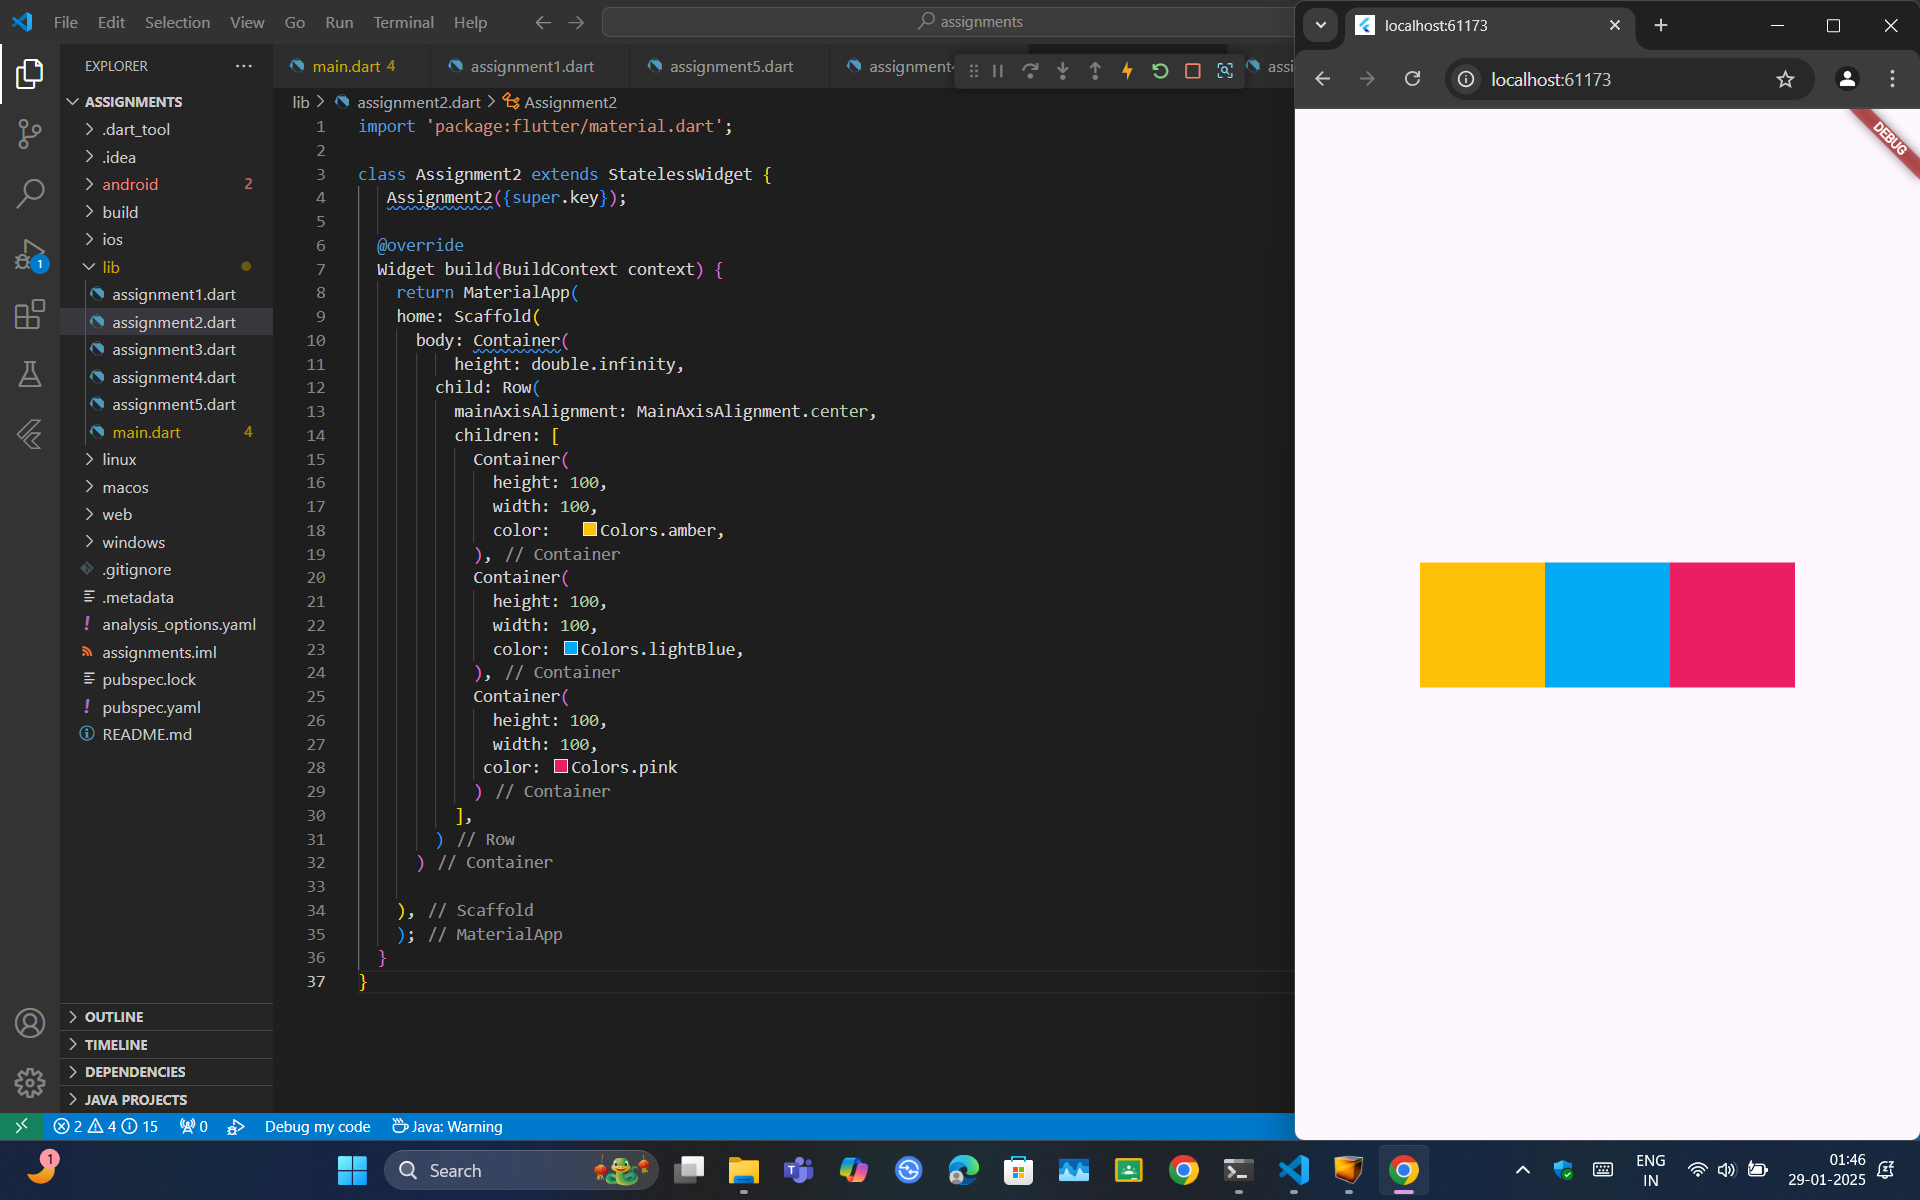 File Edit Selection View Go Run Terminal Help
assignments
EXPLORER
ASSIGNMENTS
.dart_tool
.idea
android 2
build
ios
lib
assignment1.dart
assignment2.dart
assignment3.dart
assignment4.dart
assignment5.dart
main.dart 4
linux
macos
web
windows
.gitignore
.metadata
analysis_options.yaml
assignments.iml
pubspec.lock
pubspec.yaml
README.md
OUTLINE
TIMELINE
DEPENDENCIES
JAVA PROJECTS
1
main.dart 4 assignment1.dart assignment5.dart assignment
lib > assignment2.dart > Assignment2
1 import 'package:flutter/material.dart';
2
3 class Assignment2 extends StatelessWidget {
4 Assignment2({super.key});
5
6 @override
7 Widget build(BuildContext context) {
8 return MaterialApp(
9 home: Scaffold(
10 body: Container(
11 height: double.infinity,
12 child: Row(
13 mainAxisAlignment: MainAxisAlignment.center,
14 children: [
15 Container(
16 height: 100,
17 width: 100,
18 color: Colors.amber,
19 ), // Container
20 Container(
21 height: 100,
22 width: 100,
23 color: Colors.lightBlue,
24 ), // Container
25 Container(
26 height: 100,
27 width: 100,
28 color: Colors.pink
29 ) // Container
30 ],
31 ) // Row
32 ) // Container
33
34 ), // Scaffold
35 ); // MaterialApp
36 }
37 }
2 4 15 0 Debug my code Java: Warning
localhost:61173
localhost:61173
DEBUG
1
Search
ENG
IN
01:46
29-01-2025